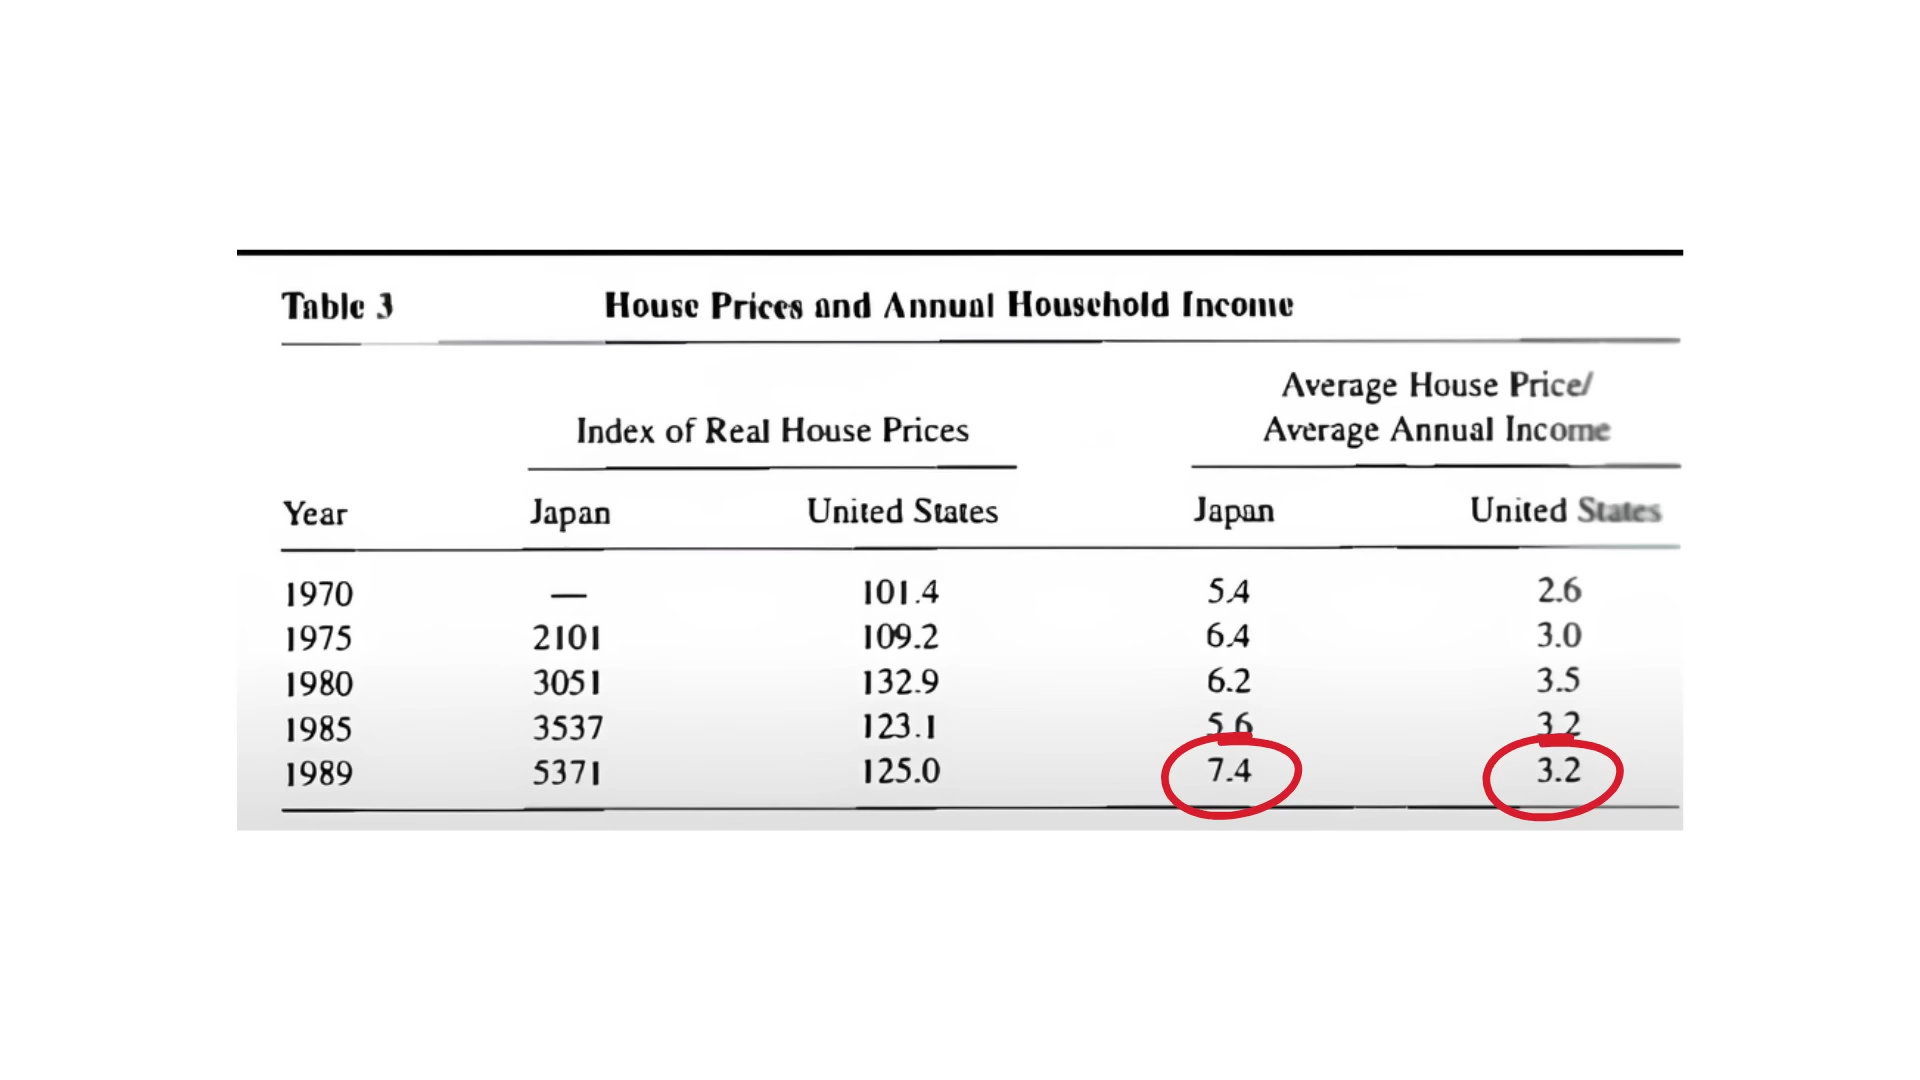 Table 3 House Prices and Annual Household Income
Average House Price/
Index of Real House Prices Average Annual Income
Year Japan United States Japan United States
1970 — 101.4 5.4 2.6
1975 2101 109.2 6.4 3.0
1980 3051 132.9 6.2 3.5
1985 3537 123.1 5.6 3.2
1989 5371 125.0 7.4 3.2